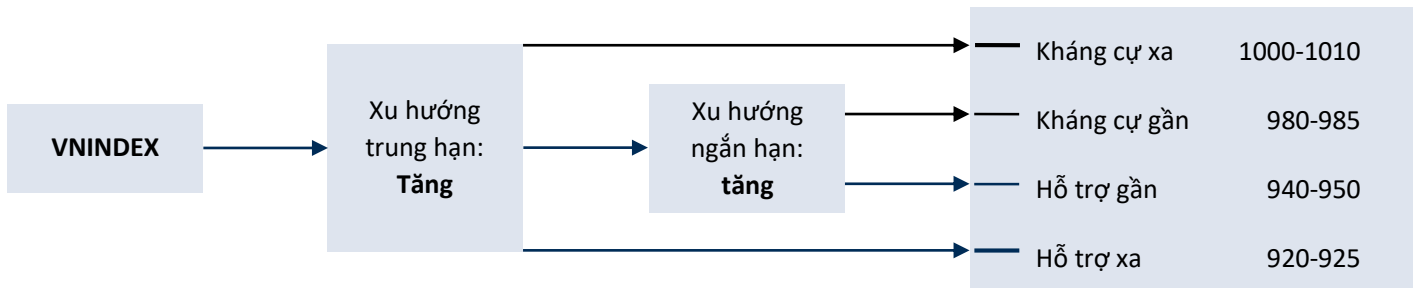 VNINDEX
Xu hướng
trung hạn:
Tăng
Xu hướng
ngắn hạn:
tăng
Kháng cự xa 1000-1010
Kháng cự gần 980-985
Hỗ trợ gần 940-950
Hỗ trợ xa 920-925